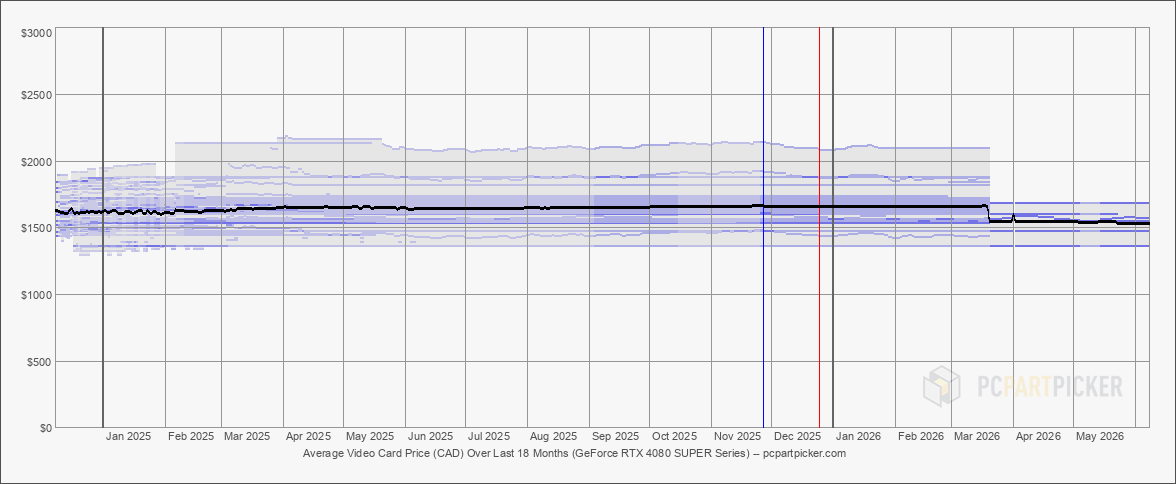 $3000
$2500
$2000
$1500
$1000
$500
$0
PCPARTPICKER
Jan 2025 Feb 2025 Mar 2025 Apr 2025 May 2025 Jun 2025 Jul 2025 Aug 2025 Sep 2025 Oct 2025 Nov 2025 Dec 2025 Jan 2026 Feb 2026 Mar 2026 Apr 2026 May 2026
Average Video Card Price (CAD) Over Last 18 Months (GeForce RTX 4080 SUPER Series) -- pcpartpicker.com